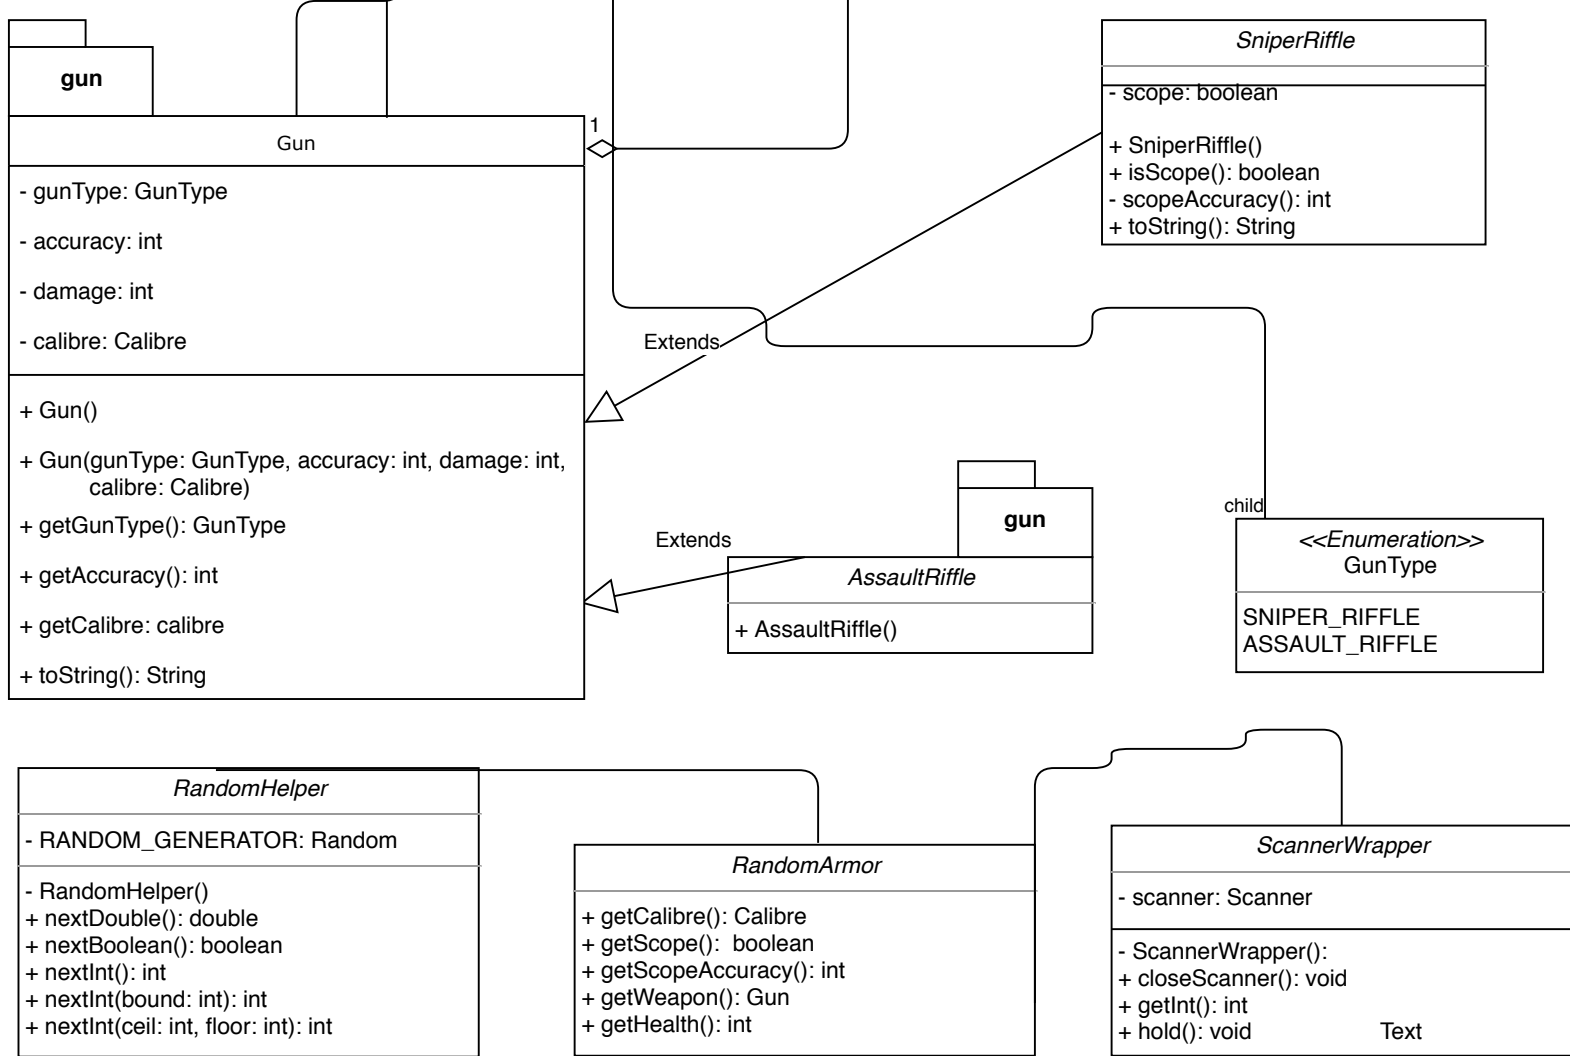 gun
Gun
1
- gunType: GunType
- accuracy: int
- damage: int
- calibre: Calibre
+ Gun()
+ Gun(gunType: GunType, accuracy: int, damage: int,
calibre: Calibre)
+ getGunType(): GunType
+ getAccuracy(): int
+ getCalibre: calibre
+ toString(): String
SniperRiffle
- scope: boolean
+ SniperRiffle()
+ isScope(): boolean
- scopeAccuracy(): int
+ toString(): String
Extends
Extends
gun
AssaultRiffle
+ AssaultRiffle()
child
<<Enumeration>>
GunType
SNIPER_RIFFLE
ASSAULT_RIFFLE
RandomHelper
- RANDOM_GENERATOR: Random
- RandomHelper()
+ nextDouble(): double
+ nextBoolean(): boolean
+ nextInt(): int
+ nextInt(bound: int): int
+ nextInt(ceil: int, floor: int): int
RandomArmor
+ getCalibre(): Calibre
+ getScope():  boolean
+ getScopeAccuracy(): int
+ getWeapon(): Gun
+ getHealth(): int
ScannerWrapper
- scanner: Scanner
- ScannerWrapper():
+ closeScanner(): void
+ getInt(): int
+ hold(): void
Text